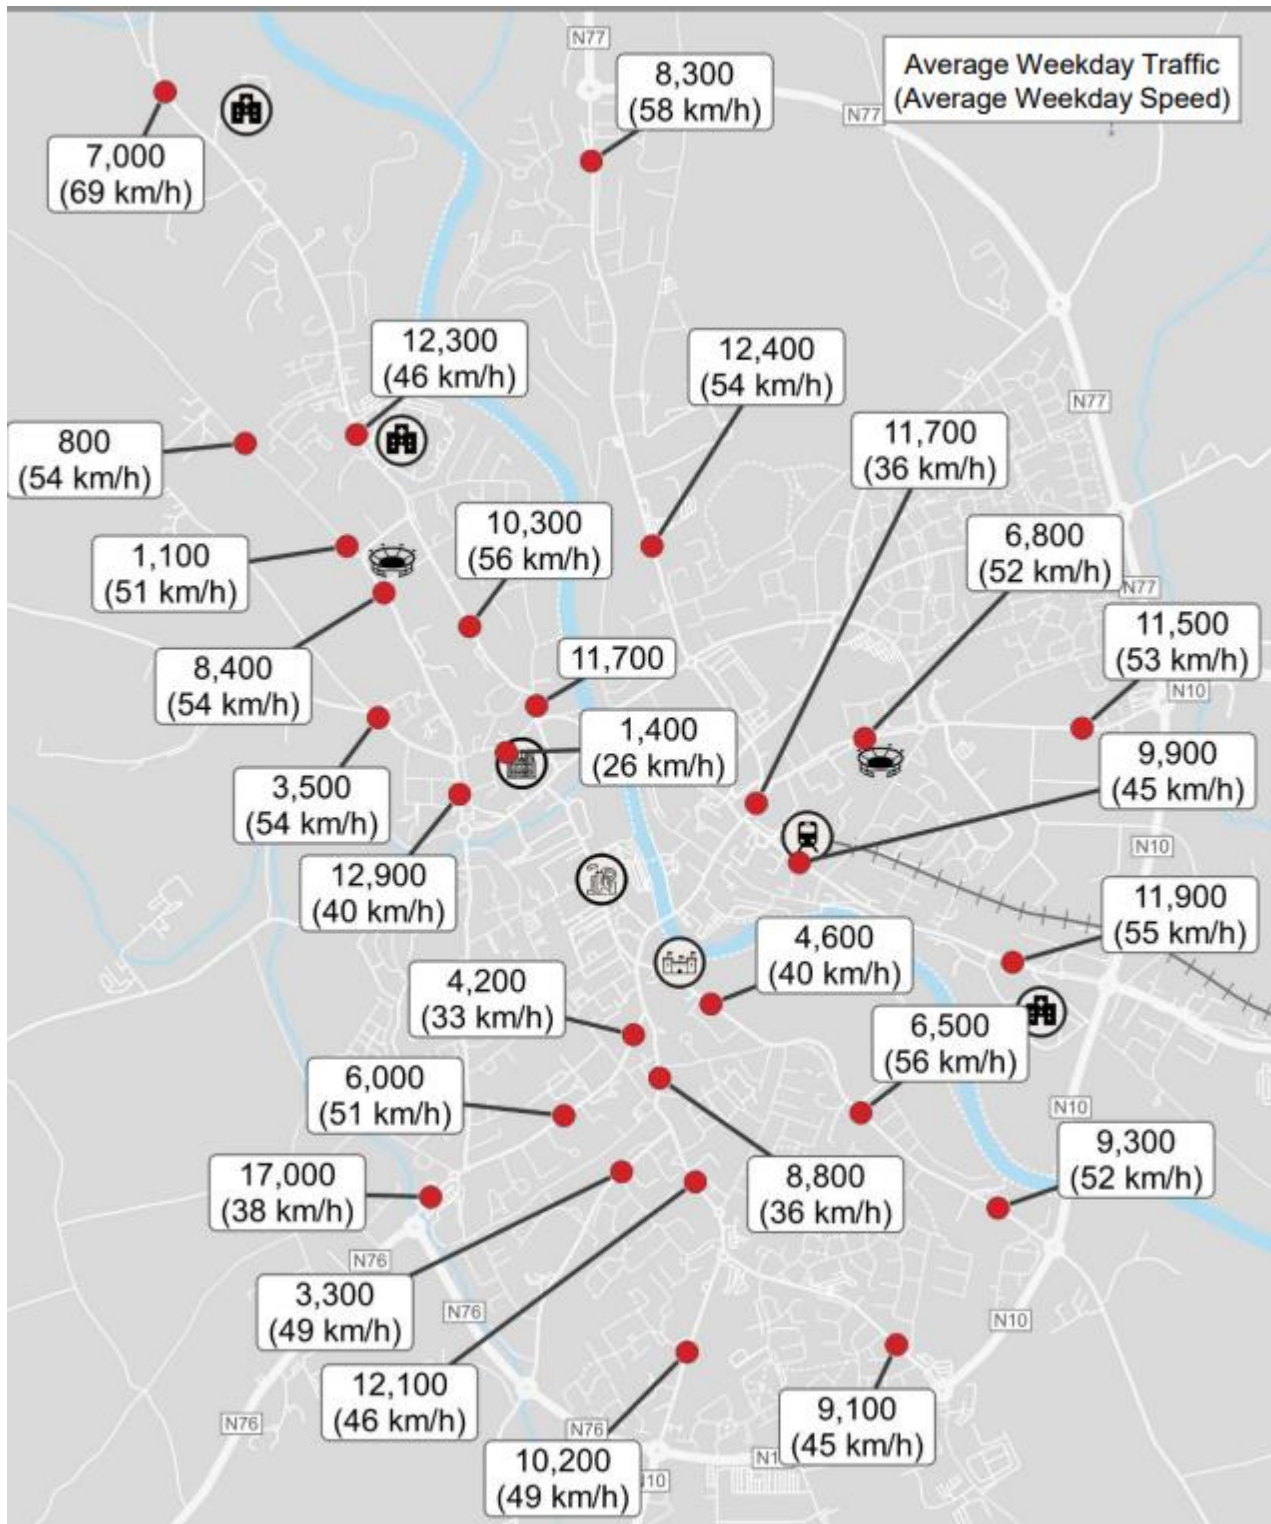 N77
Average Weekday Traffic
(Average Weekday Speed)
8,300
(58 km/h)
N77
7,000
(69 km/h)
12,300
(46 km/h)
12,400
(54 km/h)
N77
11,700
(36 km/h)
800
(54 km/h)
10,300
(56 km/h)
6,800
(52 km/h)
1,100
(51 km/h)
N77
11,500
(53 km/h)
8,400
(54 km/h)
11,700
N10
1,400
(26 km/h)
9,900
(45 km/h)
3,500
(54 km/h)
N10
12,900
(40 km/h)
11,900
(55 km/h)
4,600
(40 km/h)
4,200
(33 km/h)
6,500
(56 km/h)
6,000
(51 km/h)
N10
9,300
(52 km/h)
17,000
(38 km/h)
8,800
(36 km/h)
N76
3,300
(49 km/h)
N76
N10
12,100
(46 km/h)
9,100
(45 km/h)
N76
N76
10,200
(49 km/h)
N1
10